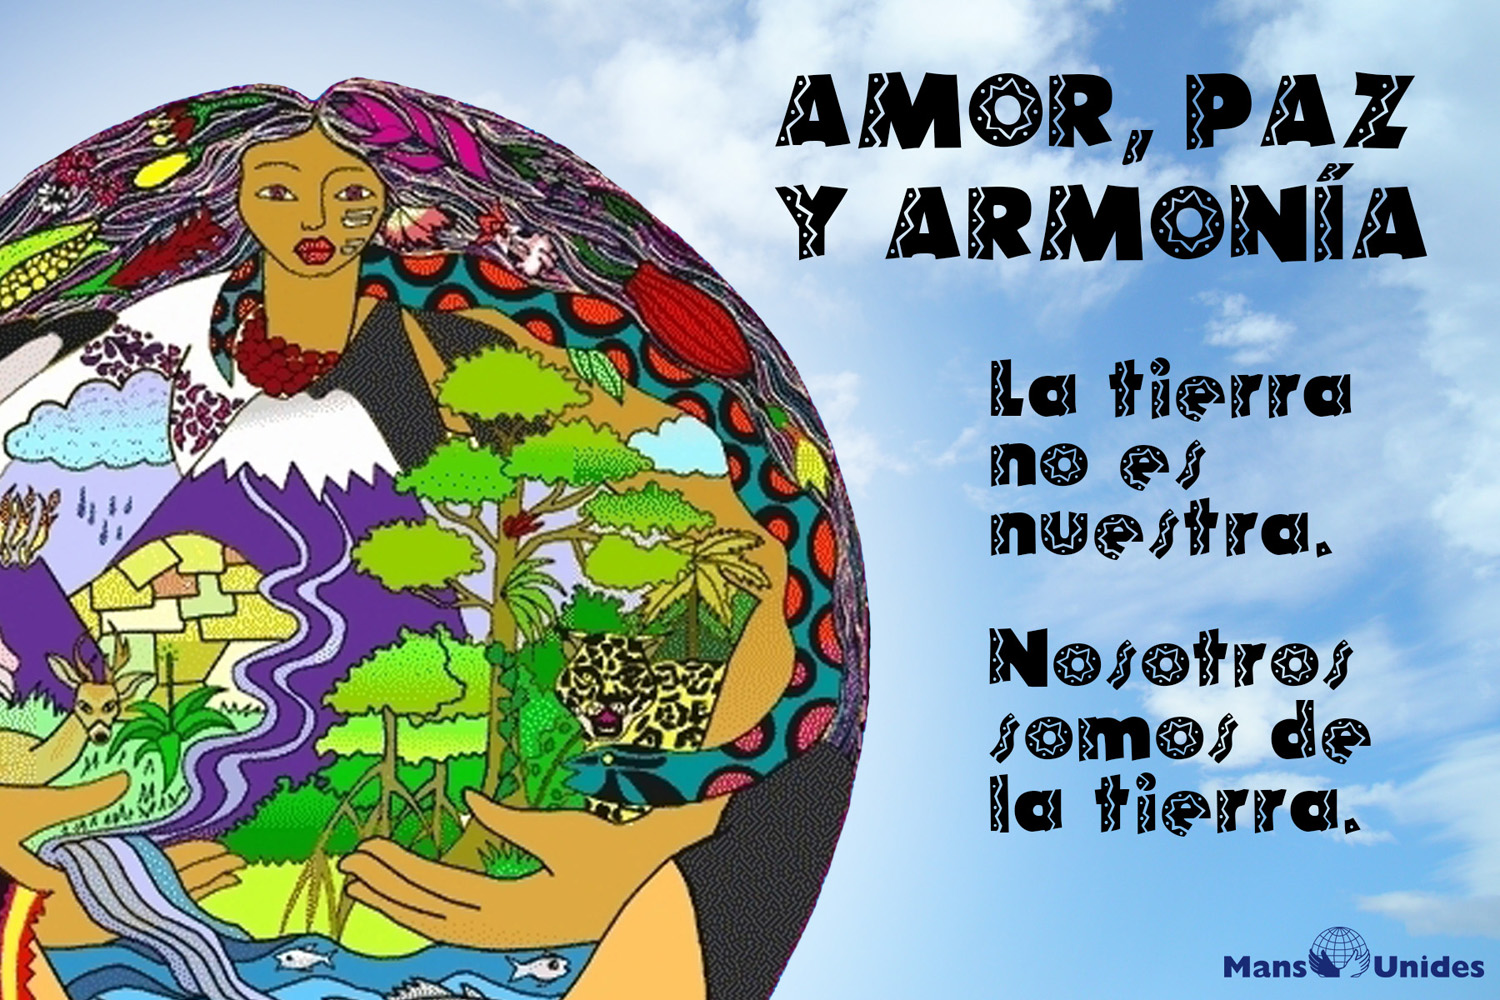 AMOR, PAZ
Y ARMONÍA
La tierra
no es
nuestra.
Nosotros
somos de
la tierra.
Mans Unides